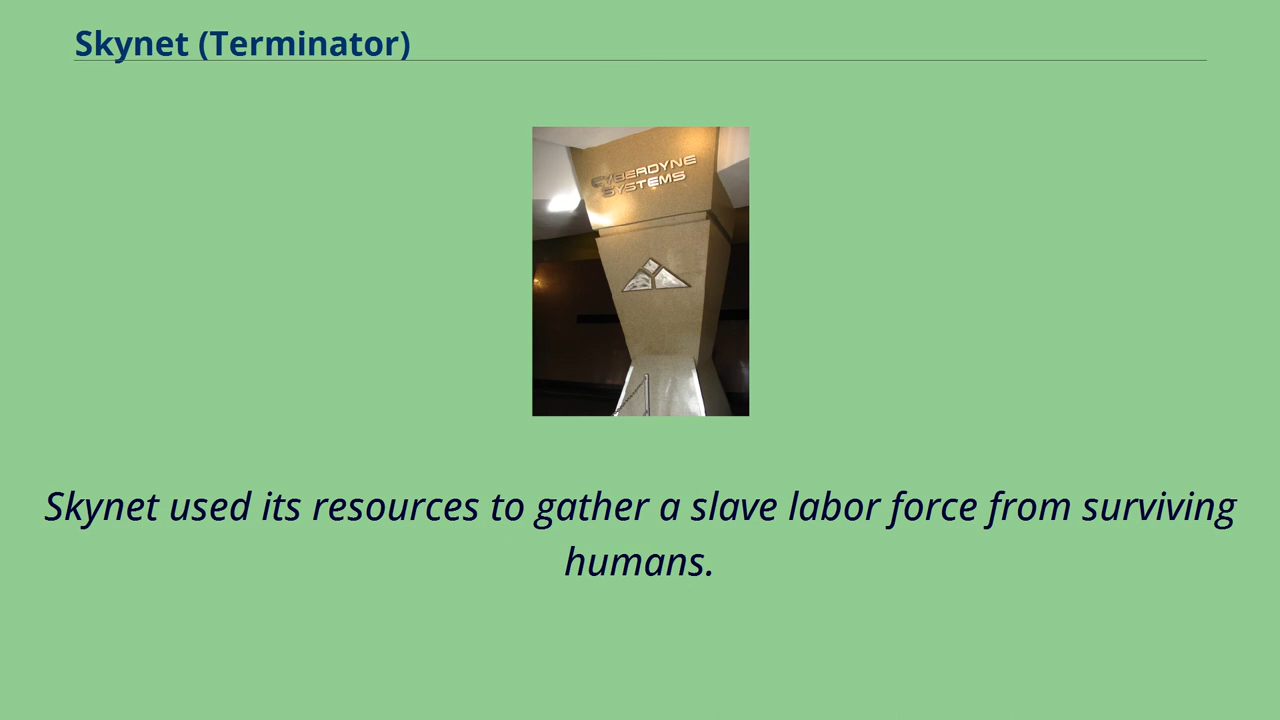 Skynet (Terminator)
CYBERDYNE
SYSTEMS
Skynet used its resources to gather a slave labor force from surviving
humans.